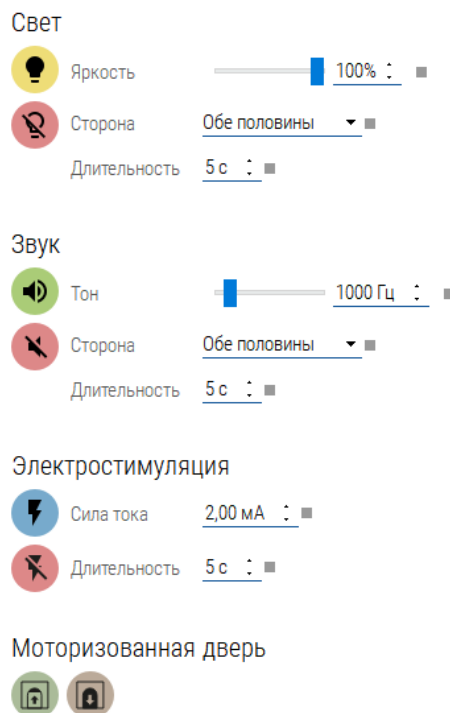 Свет
Яркость 100%
Сторона Обе половины
Длительность 5 с
Звук
Тон 1000 Гц
Сторона Обе половины
Длительность 5 с
Электростимуляция
Сила тока 2,00 мА
Длительность 5 с
Моторизованная дверь